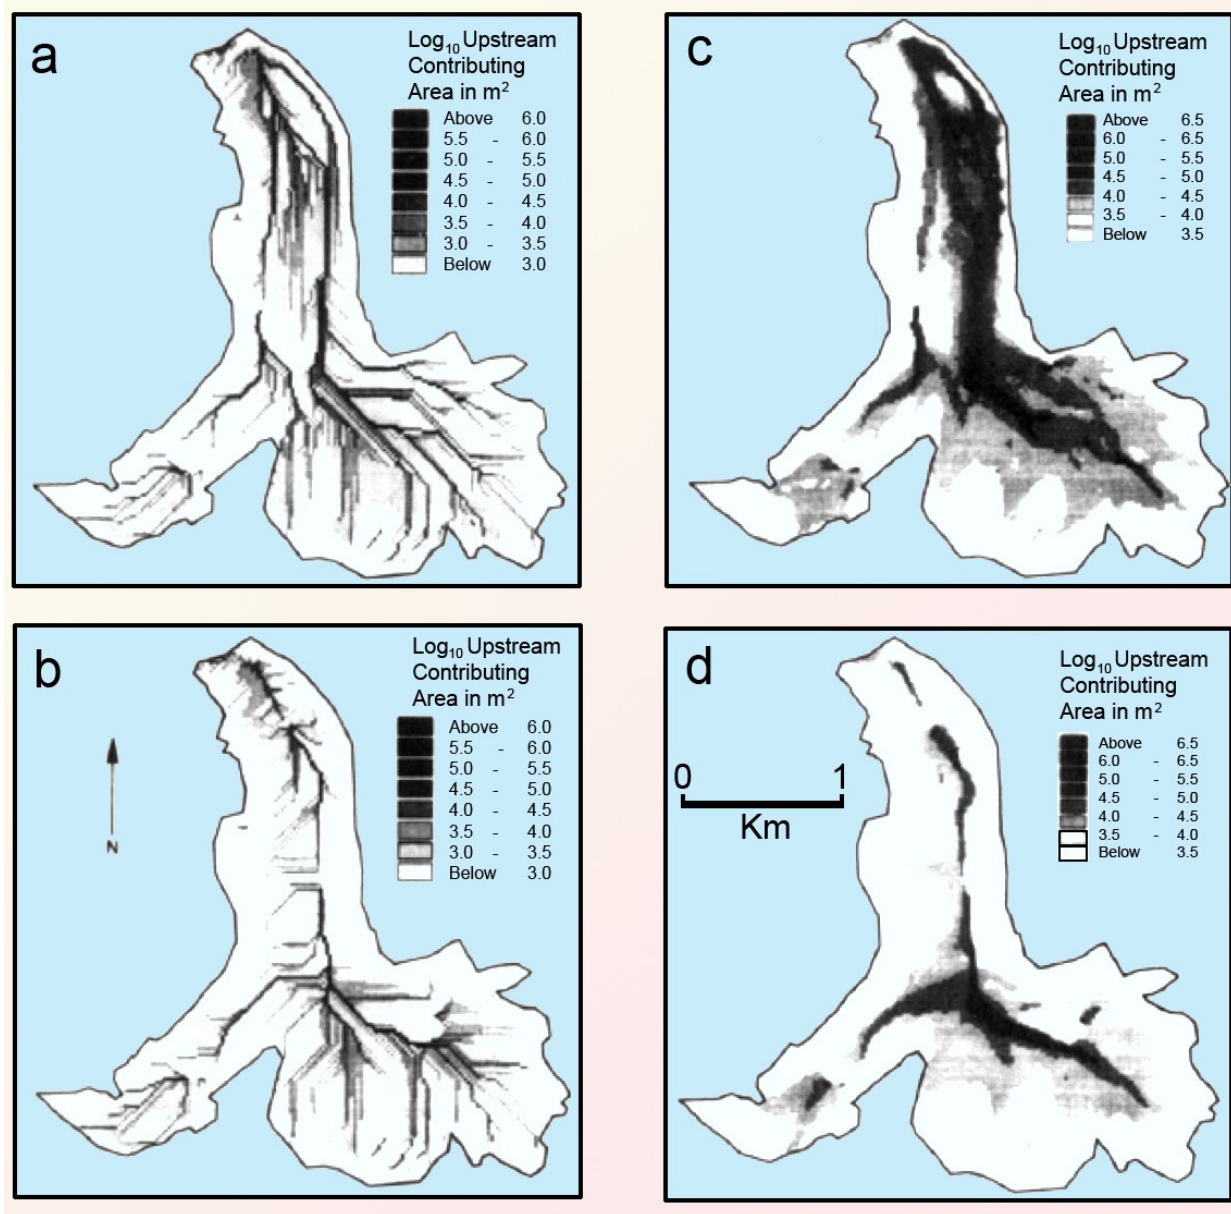 a
Log₁₀ Upstream
Contributing
Area in m²
Above 6.0
5.5 - 6.0
5.0 - 5.5
4.5 - 5.0
4.0 - 4.5
3.5 - 4.0
3.0 - 3.5
Below 3.0
c
Log₁₀ Upstream
Contributing
Area in m²
Above 6.5
6.0 - 6.5
5.0 - 5.5
4.5 - 5.0
4.0 - 4.5
3.5 - 4.0
Below 3.5
b
Log₁₀ Upstream
Contributing
Area in m²
Above 6.0
5.5 - 6.0
5.0 - 5.5
4.5 - 5.0
4.0 - 4.5
3.5 - 4.0
3.0 - 3.5
Below 3.0
N
d
Log₁₀ Upstream
Contributing
Area in m²
Above 6.5
6.0 - 6.5
5.0 - 5.5
4.5 - 5.0
4.0 - 4.5
3.5 - 4.0
Below 3.5
0 1
Km